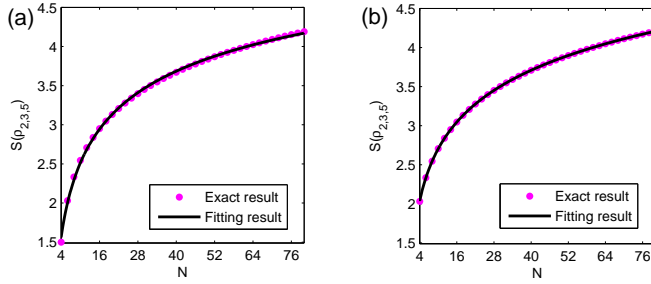 (a)
4.5
4
3.5
3
2.5
2
1.5
S(ρ2,3,5)
4 16 28 40 52 64 76
N
Exact result
Fitting result
(b)
4.5
4
3.5
3
2.5
2
1.5
S(ρ2,3,5)
4 16 28 40 52 64 76
N
Exact result
Fitting result